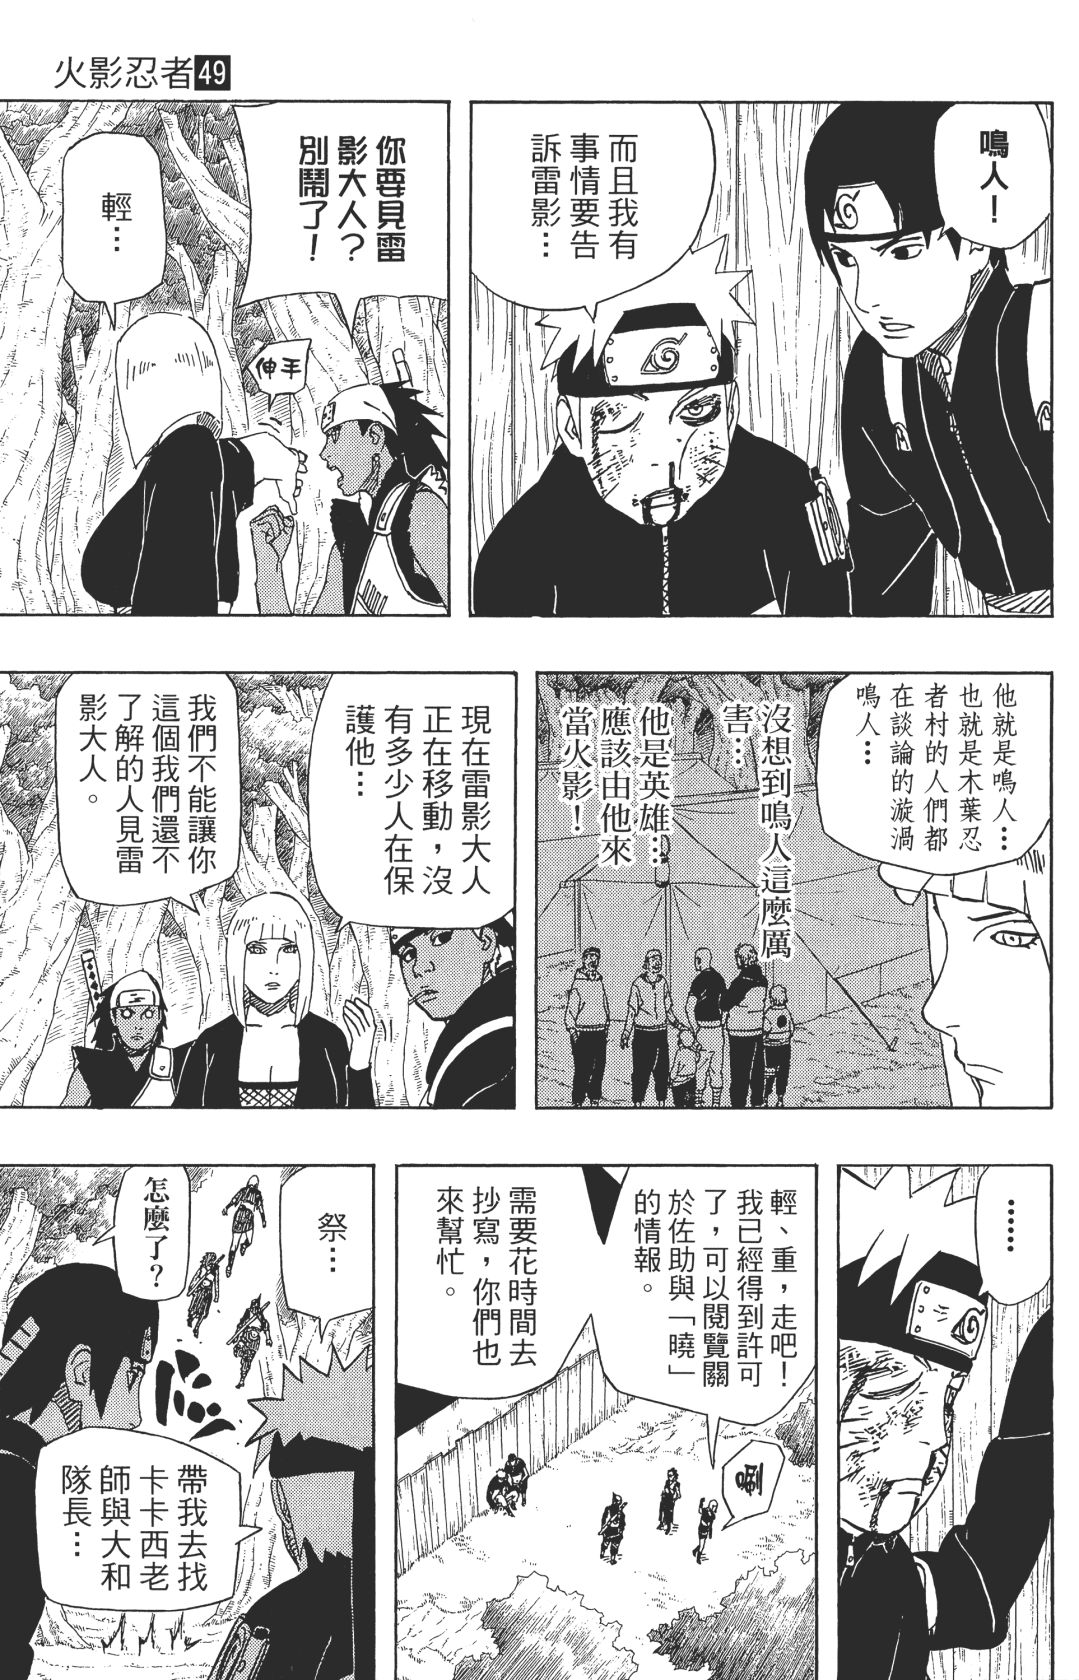 火影忍者49
鳴人！
而且我有
事情要告
訴雷影…
你要見雷
影大人？
別鬧了！
伸手
輕…
他就是鳴人…
也就是木葉忍
者村的人們都
在談論的漩渦
鳴人…
沒想到鳴人這麼厲
害…
他是英雄…
應該由他來
當火影！
現在雷影大人
正在移動，沒
有多少人在保
護他…
我們不能讓你
這個我們還不
了解的人見雷
影大人。
……
輕、重，走吧！
我已經得到許可
了，可以閱覽關
於佐助與「曉」
的情報。
需要花時間去
抄寫，你們也
來幫忙。
唰
祭…
怎麼了？
帶我去找
卡卡西老
師與大和
隊長…